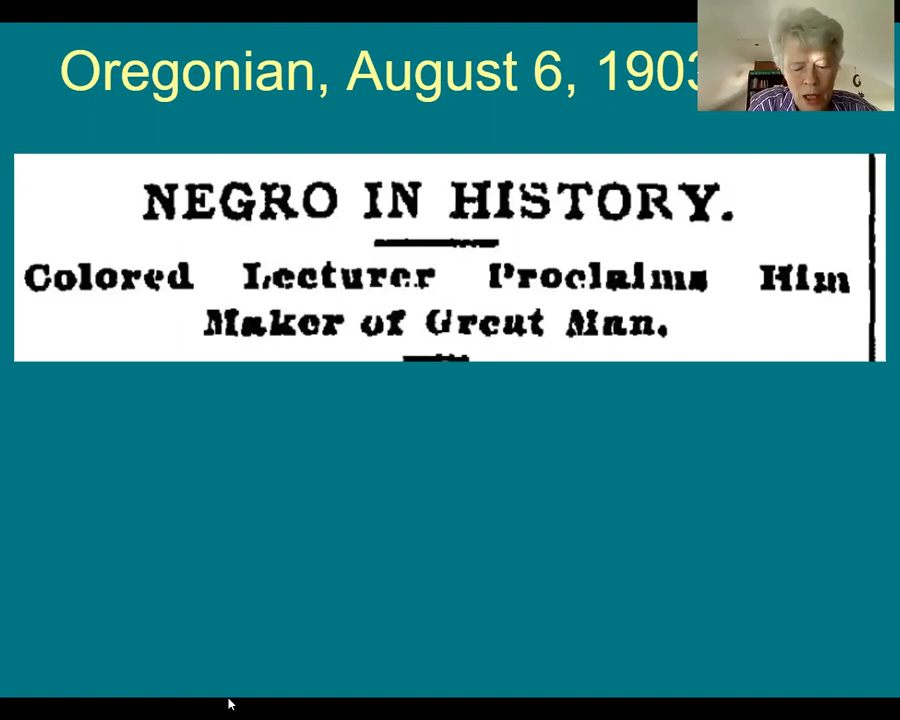 Oregonian, August 6, 1903
NEGRO IN HISTORY.
Colored Lecturer Proclaims Him
Maker of Great Man.